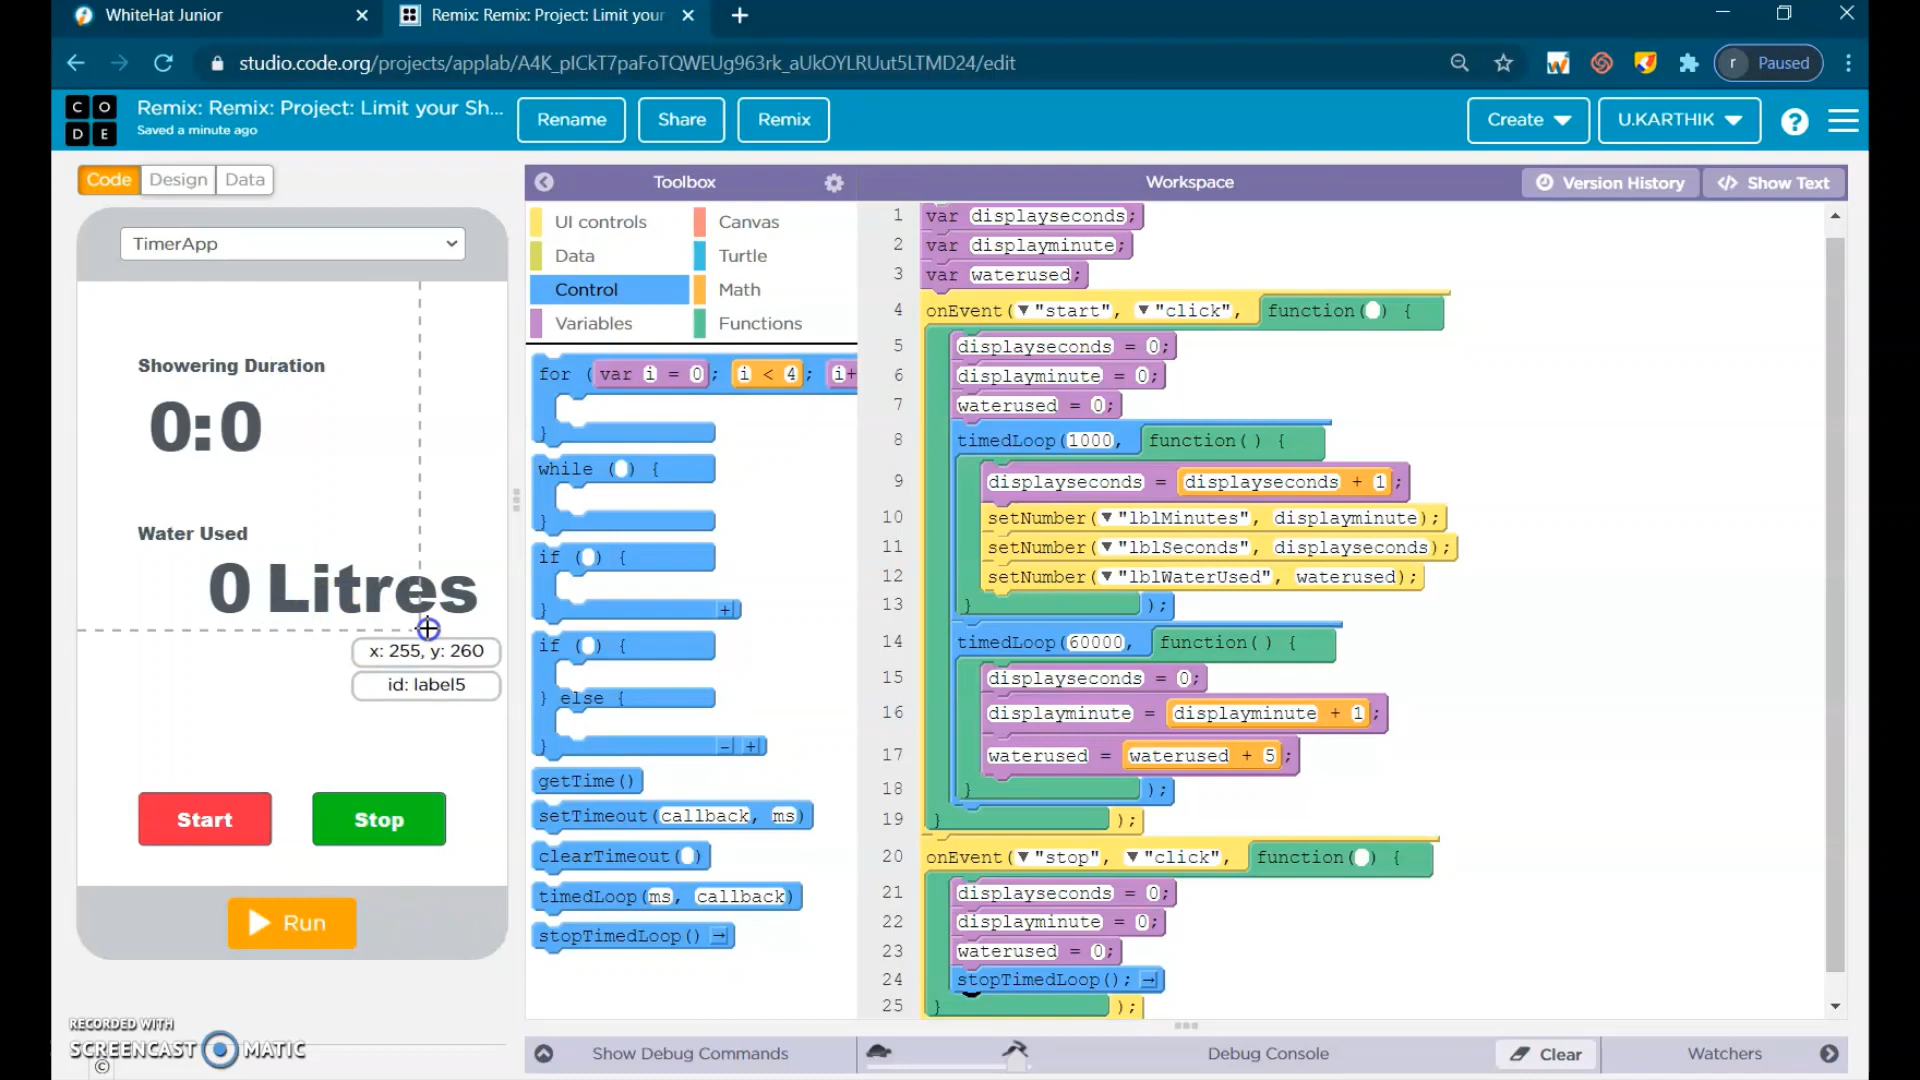 WhiteHat Junior
Remix: Remix: Project: Limit your
studio.code.org/projects/applab/A4K_pICkT7paFoTQWEUg963rk_aUkOYLRUut5LTMD24/edit
r Paused
CODE
Remix: Remix: Project: Limit your Sh...
Saved a minute ago
Rename
Share
Remix
Create
U.KARTHIK
?
Code
Design
Data
TimerApp
Showering Duration
0:0
Water Used
0 Litres
x: 255, y: 260
id: label5
Start
Stop
Run
RECORDED WITH
SCREENCAST MATIC
©
Toolbox
UI controls
Canvas
Data
Turtle
Control
Math
Variables
Functions
for ( var i = 0; i < 4; i+
}
while () {
}
if () {
}
if () {
} else {
}
getTime()
setTimeout(callback, ms)
clearTimeout()
timedLoop(ms, callback)
stopTimedLoop()
Show Debug Commands
Workspace
Version History
Show Text
1 var displayseconds;
2 var displayminute;
3 var waterused;
4 onEvent("start", "click", function() {
5 displayseconds = 0;
6 displayminute = 0;
7 waterused = 0;
8 timedLoop(1000, function() {
9 displayseconds = displayseconds + 1;
10 setNumber("lblMinutes", displayminute);
11 setNumber("lblSeconds", displayseconds);
12 setNumber("lblWaterUsed", waterused);
13 } );
14 timedLoop(60000, function() {
15 displayseconds = 0;
16 displayminute = displayminute + 1;
17 waterused = waterused + 5;
18 } );
19 } );
20 onEvent("stop", "click", function() {
21 displayseconds = 0;
22 displayminute = 0;
23 waterused = 0;
24 stopTimedLoop();
25 } );
Debug Console
Clear
Watchers